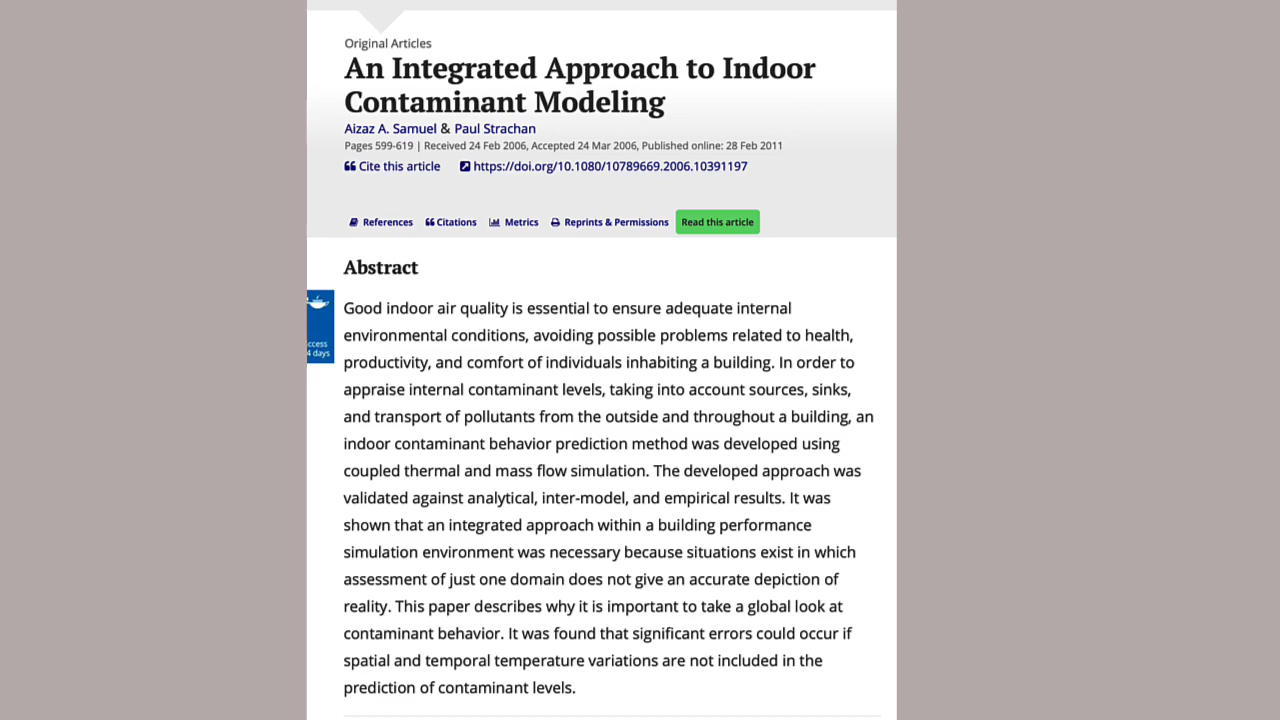 Original Articles
An Integrated Approach to Indoor
Contaminant Modeling
Aizaz A. Samuel & Paul Strachan
Pages 599-619 | Received 24 Feb 2006, Accepted 24 Mar 2006, Published online: 28 Feb 2011
Cite this article https://doi.org/10.1080/10789669.2006.10391197
References Citations Metrics Reprints & Permissions Read this article
Abstract
Good indoor air quality is essential to ensure adequate internal
environmental conditions, avoiding possible problems related to health,
productivity, and comfort of individuals inhabiting a building. In order to
appraise internal contaminant levels, taking into account sources, sinks,
and transport of pollutants from the outside and throughout a building, an
indoor contaminant behavior prediction method was developed using
coupled thermal and mass flow simulation. The developed approach was
validated against analytical, inter-model, and empirical results. It was
shown that an integrated approach within a building performance
simulation environment was necessary because situations exist in which
assessment of just one domain does not give an accurate depiction of
reality. This paper describes why it is important to take a global look at
contaminant behavior. It was found that significant errors could occur if
spatial and temporal temperature variations are not included in the
prediction of contaminant levels.
ccess
4 days